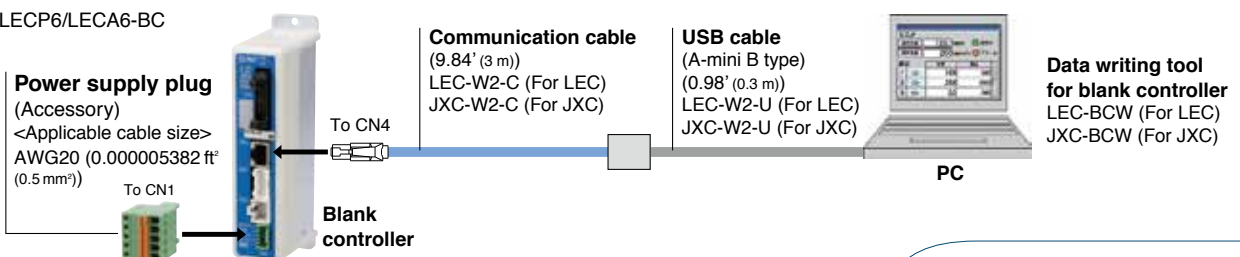 LECP6/LECA6-BC
Power supply plug
(Accessory)
<Applicable cable size>
AWG20 (0.000005382 ft²
(0.5 mm²))
To CN1
Blank
controller
To CN4
Communication cable
(9.84' (3 m))
LEC-W2-C (For LEC)
JXC-W2-C (For JXC)
USB cable
(A-mini B type)
(0.98' (0.3 m))
LEC-W2-U (For LEC)
JXC-W2-U (For JXC)
PC
Data writing tool
for blank controller
LEC-BCW (For LEC)
JXC-BCW (For JXC)